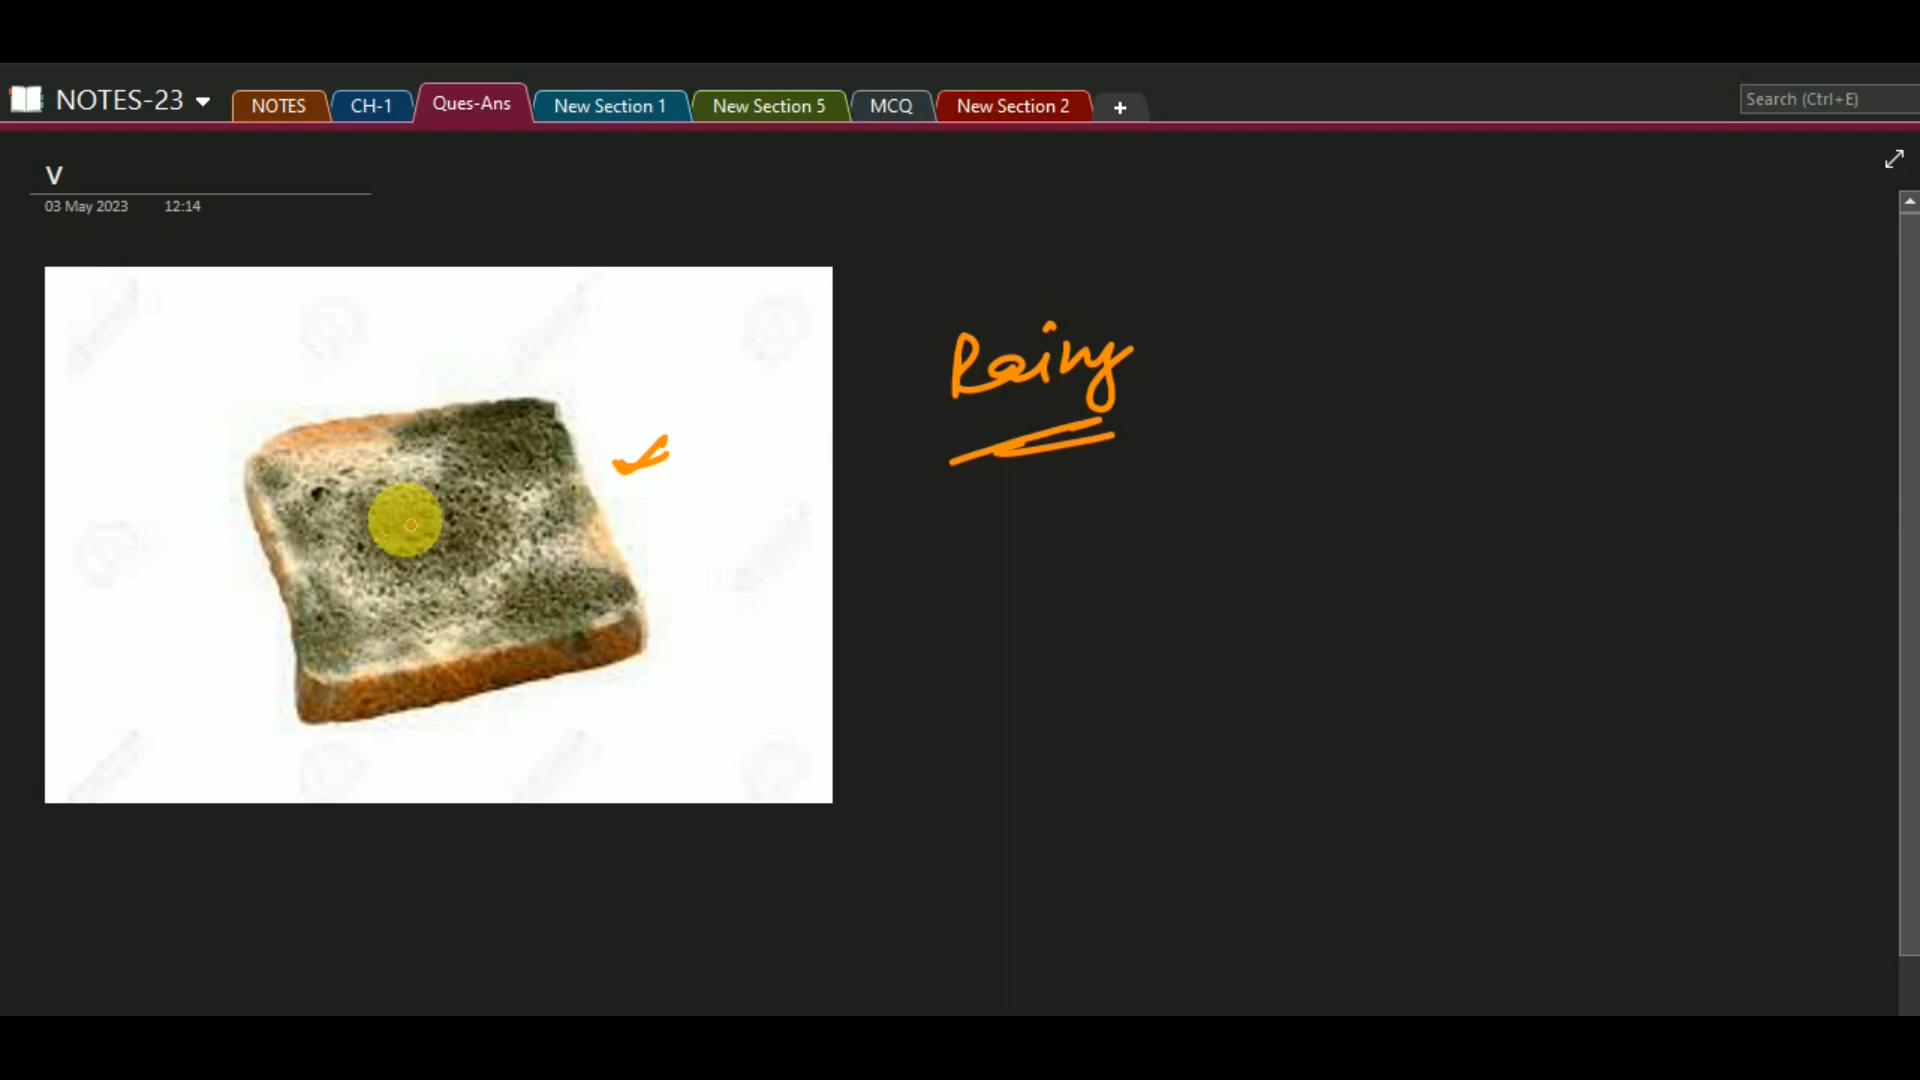 NOTES-23
NOTES
CH-1
Ques-Ans
New Section 1
New Section 5
MCQ
New Section 2
+
Search (Ctrl+E)
V
03 May 2023 12:14
Rainy